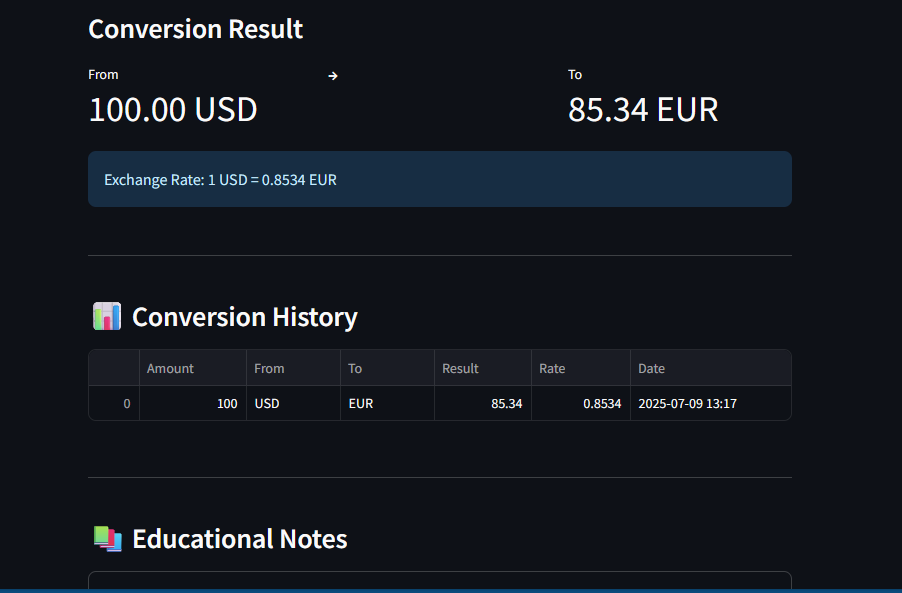 Conversion Result
From → To
100.00 USD 85.34 EUR
Exchange Rate: 1 USD = 0.8534 EUR
Conversion History
Amount From To Result Rate Date
0 100 USD EUR 85.34 0.8534 2025-07-09 13:17
Educational Notes